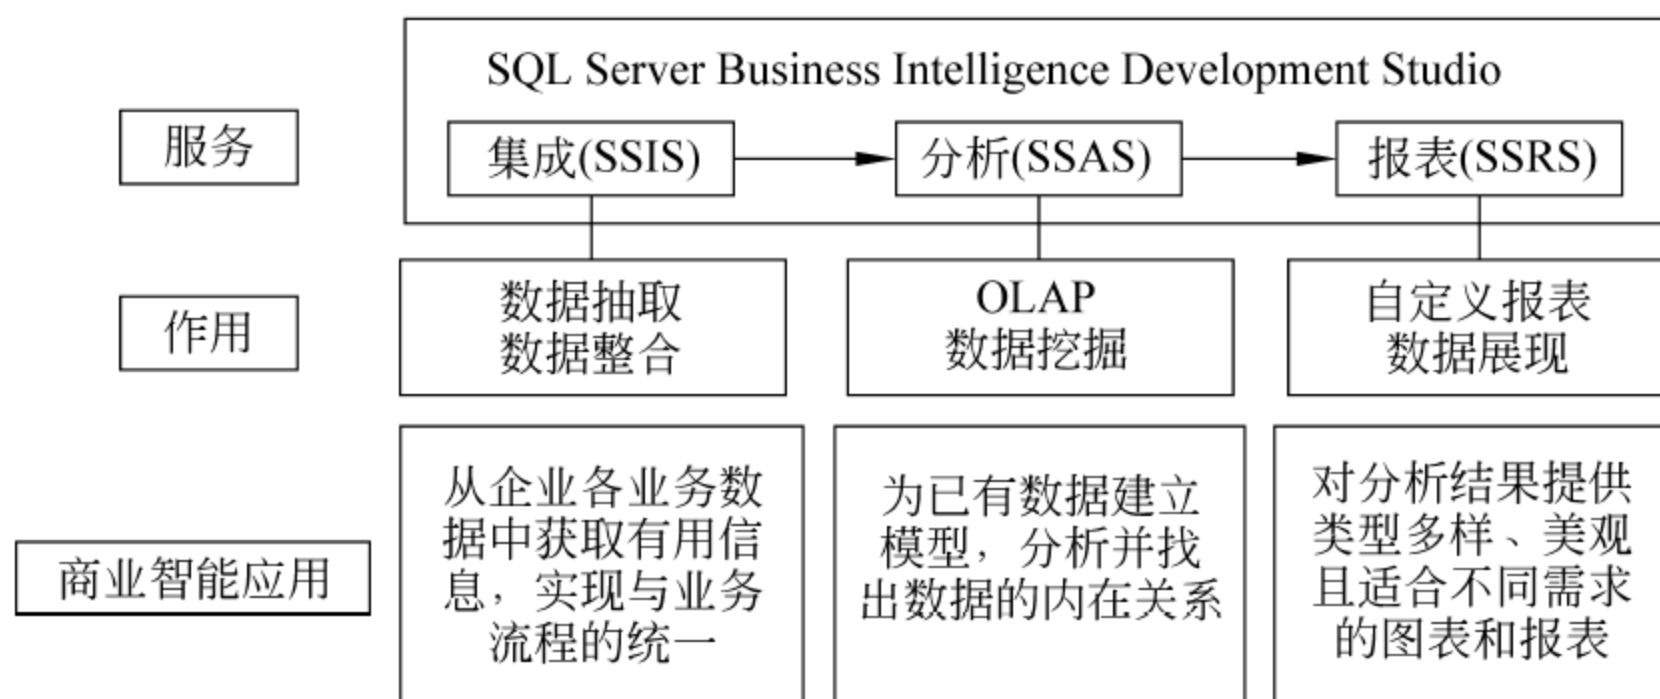 SQL Server Business Intelligence Development Studio
服务
集成(SSIS)
分析(SSAS)
报表(SSRS)
作用
数据抽取
数据整合
OLAP
数据挖掘
自定义报表
数据展现
商业智能应用
从企业各业务数
据中获取有用信
息，实现与业务
流程的统一
为已有数据建立
模型，分析并找
出数据的内在关系
对分析结果提供
类型多样、美观
且适合不同需求
的图表和报表